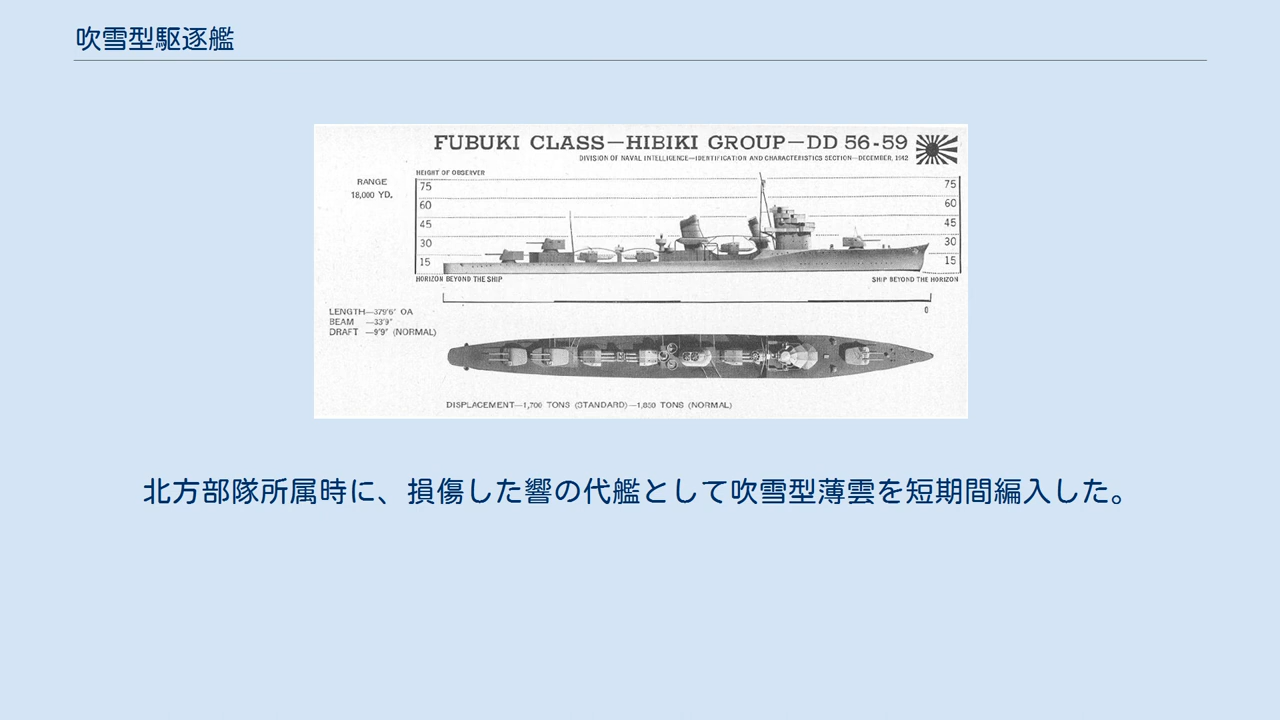 吹雪型駆逐艦
FUBUKI CLASS—HIBIKI GROUP—DD 56-59
DIVISION OF NAVAL INTELLIGENCE—IDENTIFICATION AND CHARACTERISTICS SECTION—DECEMBER, 1942
HEIGHT OF OBSERVER
RANGE
18,000 YD.
75 75
60 60
45 45
30 30
15 15
HORIZON BEYOND THE SHIP SHIP BEYOND THE HORIZON
0
LENGTH—379'6" OA
BEAM —33'9"
DRAFT —9'9" (NORMAL)
DISPLACEMENT—1,700 TONS (STANDARD)—1,850 TONS (NORMAL)
北方部隊所属時に、損傷した響の代艦として吹雪型薄雲を短期間編入した。